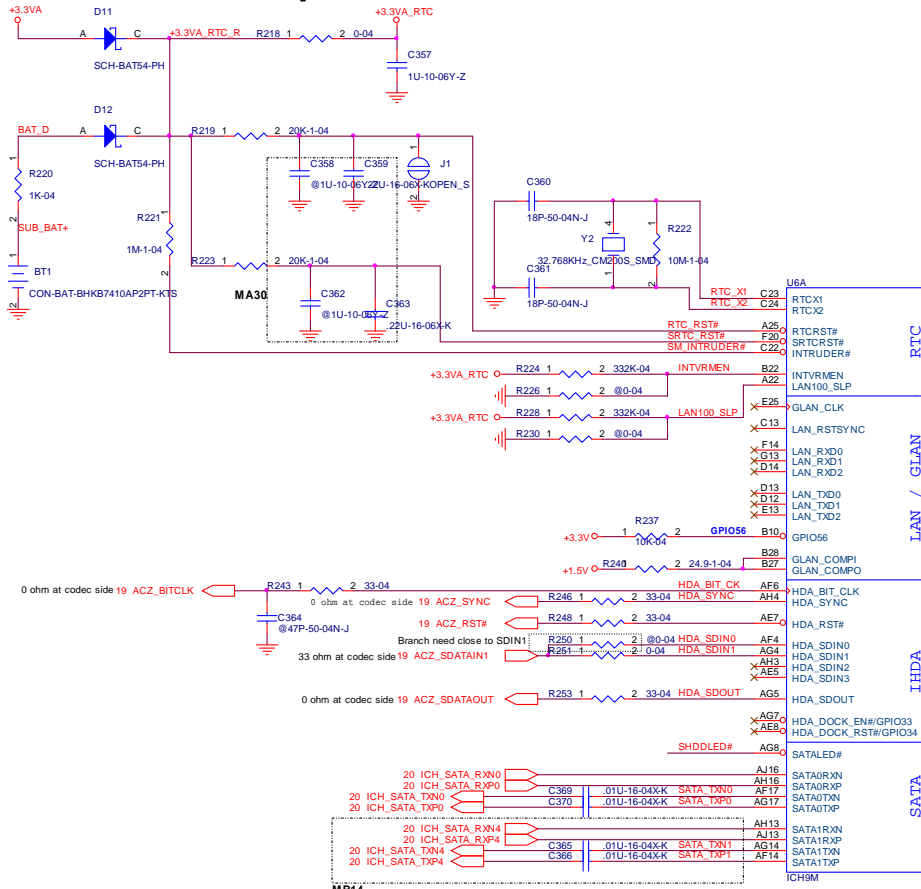 +3.3VA
D11
A
C
SCH-BAT54-PH
+3.3VA_RTC_R
R218 1
2 0-04
+3.3VA_RTC
C357
1U-10-06Y-Z
D12
BAT_D
A
C
SCH-BAT54-PH
R219 1
2 20K-1-04
1
R220
1K-04
2
SUB_BAT+
1
BT1
CON-BAT-BHKB7410AP2PT-KTS
2
1
R221
1M-1-04
2
C358
@1U-10-06Y-Z
C359
1
J1
OPEN_S
2
R223 1
2 20K-1-04
MA30
C362
@1U-10-06Y-Z
C363
.22U-16-06X-K
C360
18P-50-04N-J
4
Y2
32.768KHz_CM200S_SMD
1
R222
10M-1-04
2
C361
18P-50-04N-J
U6A
RTC_X1 C23 RTCX1
RTC_X2 C24 RTCX2
RTC_RST# A25 RTCRST#
SRTC_RST# F20 SRTCRST#
SM_INTRUDER# C22 INTRUDER#
RTC
+3.3VA_RTC R224 1 2 332K-04 INTVRMEN B22 INTVRMEN
A22 LAN100_SLP
R226 1 2 @0-04
+3.3VA_RTC R228 1 2 332K-04 LAN100_SLP
R230 1 2 @0-04
E25 GLAN_CLK
C13 LAN_RSTSYNC
F14 LAN_RXD0
G13 LAN_RXD1
D14 LAN_RXD2
D13 LAN_TXD0
D12 LAN_TXD1
E13 LAN_TXD2
LAN / GLAN
+3.3V 1 R237 2 10K-04 GPIO56 B10 GPIO56
B28 GLAN_COMPI
+1.5V R240 1 2 24.9-1-04 B27 GLAN_COMPO
0 ohm at codec side 19 ACZ_BITCLK R243 1 2 33-04 HDA_BIT_CK AF6 HDA_BIT_CLK
C364
@47P-50-04N-J
0 ohm at codec side 19 ACZ_SYNC R246 1 2 33-04 HDA_SYNC AH4 HDA_SYNC
19 ACZ_RST# R248 1 2 33-04 AE7 HDA_RST#
Branch need close to SDIN1 R250 1 2 @0-04 HDA_SDIN0 AF4 HDA_SDIN0
33 ohm at codec side 19 ACZ_SDATAIN1 R251 1 2 0-04 HDA_SDIN1 AG4 HDA_SDIN1
AH3 HDA_SDIN2
AE5 HDA_SDIN3
0 ohm at codec side 19 ACZ_SDATAOUT R253 1 2 33-04 HDA_SDOUT AG5 HDA_SDOUT
AG7 HDA_DOCK_EN#/GPIO33
AE8 HDA_DOCK_RST#/GPIO34
IHDA
SHDDLED# AG8 SATALED#
20 ICH_SATA_RXN0 AJ16 SATA0RXN
20 ICH_SATA_RXP0 AH16 SATA0RXP
20 ICH_SATA_TXN0 C369 .01U-16-04X-K SATA_TXN0 AF17 SATA0TXN
20 ICH_SATA_TXP0 C370 .01U-16-04X-K SATA_TXP0 AG17 SATA0TXP
20 ICH_SATA_RXN4 AH13 SATA1RXN
20 ICH_SATA_RXP4 AJ13 SATA1RXP
20 ICH_SATA_TXN4 C365 .01U-16-04X-K SATA_TXN1 AG14 SATA1TXN
20 ICH_SATA_TXP4 C366 .01U-16-04X-K SATA_TXP1 AF14 SATA1TXP
SATA
ICH9M